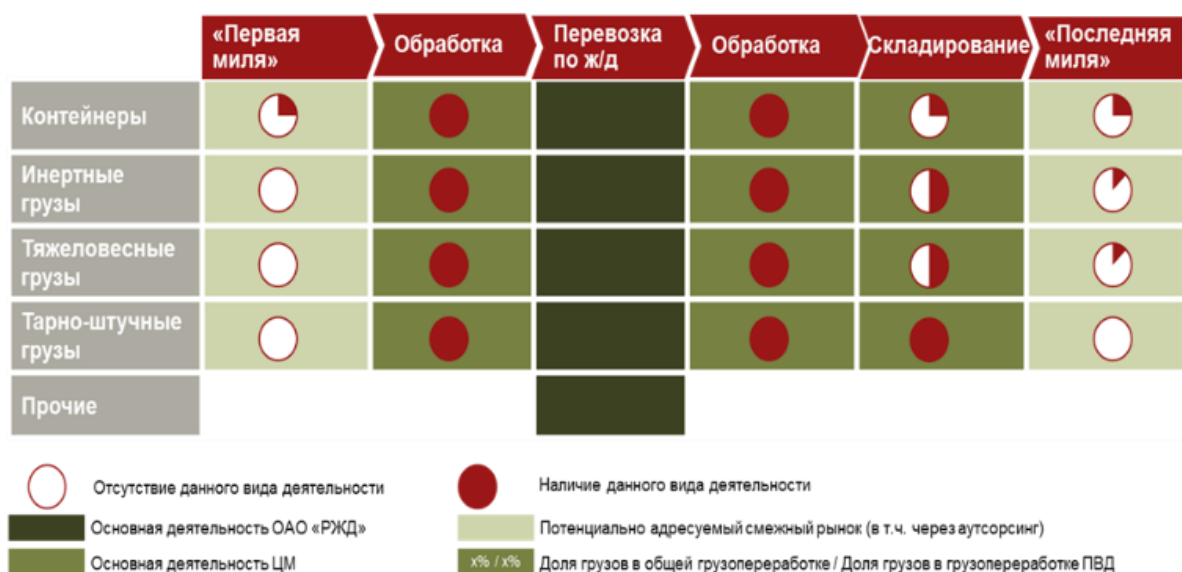 «Первая
миля»
Обработка
Перевозка
по ж/д
Обработка
Складирование
«Последняя
миля»
Контейнеры
Инертные
грузы
Тяжеловесные
грузы
Тарно-штучные
грузы
Прочие
Отсутствие данного вида деятельности
Наличие данного вида деятельности
Основная деятельность ОАО «РЖД»
Потенциально адресуемый смежный рынок (в т.ч. через аутсорсинг)
Основная деятельность ЦМ
x% / x%
Доля грузов в общей грузопереработке / Доля грузов в грузопереработке ПВД